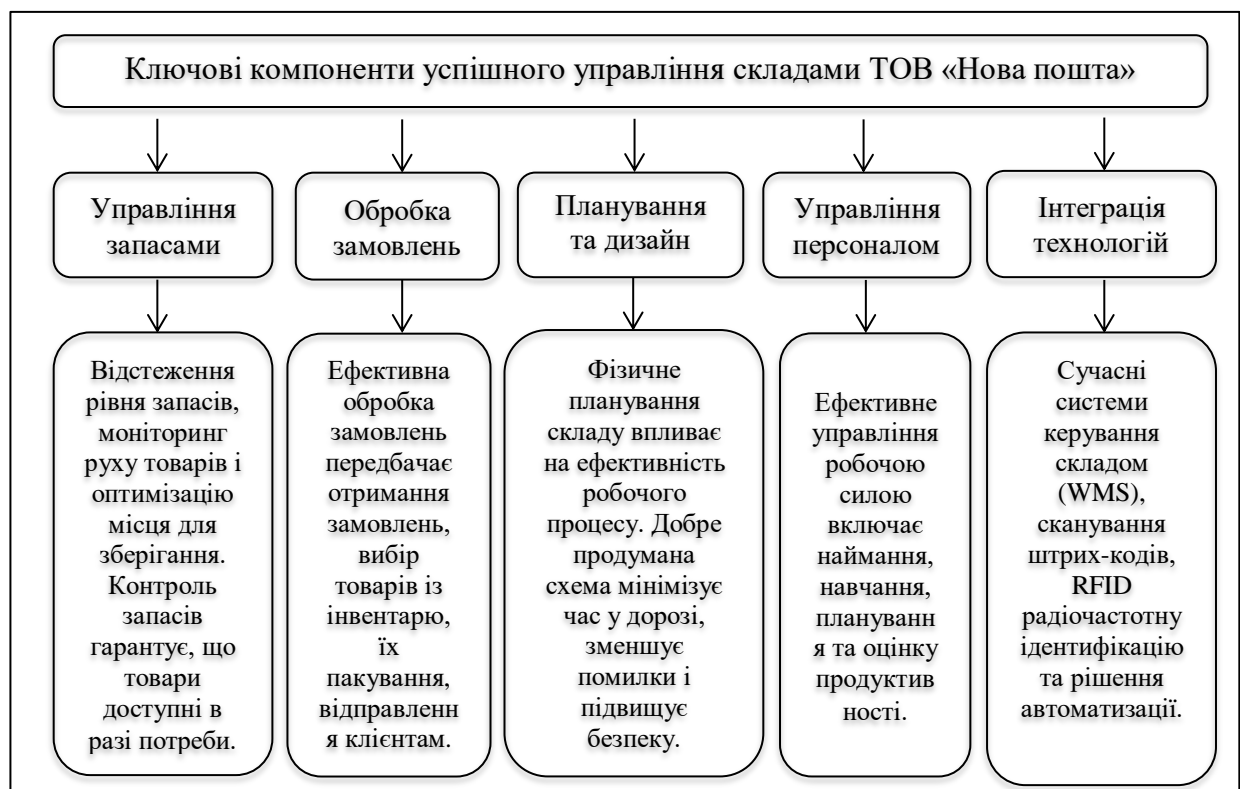 Ключові компоненти успішного управління складами ТОВ «Нова пошта»
Управління
запасами
Обробка
замовлень
Планування
та дизайн
Управління
персоналом
Інтеграція
технологій
Відстеження
рівня запасів,
моніторинг
руху товарів і
оптимізацію
місця для
зберігання.
Контроль
запасів
гарантує, що
товари
доступні в
разі потреби.
Ефективна
обробка
замовлень
передбачає
отримання
замовлень,
вибір
товарів із
інвентарю,
їх
пакування,
відправленн
я клієнтам.
Фізичне
планування
складу впливає
на ефективність
робочого
процесу. Добре
продумана
схема мінімізує
час у дорозі,
зменшує
помилки і
підвищує
безпеку.
Ефективне
управління
робочою
силою
включає
наймання,
навчання,
плануванн
я та оцінку
продуктив
ності.
Сучасні
системи
керування
складом
(WMS),
сканування
штрих-кодів,
RFID
радіочастотну
ідентифікацію
та рішення
автоматизації.